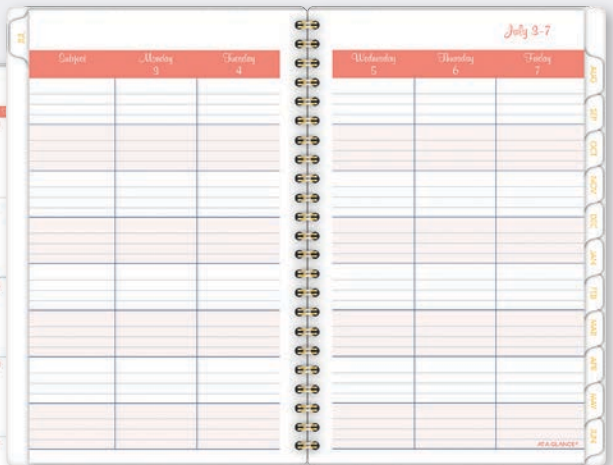 July 3-7
Subject Monday Tuesday Wednesday Thursday Friday
3 4 5 6 7
AUG
SEP
OCT
NOV
DEC
JAN
FEB
MAR
APR
MAY
JUN
AT-A-GLANCE®